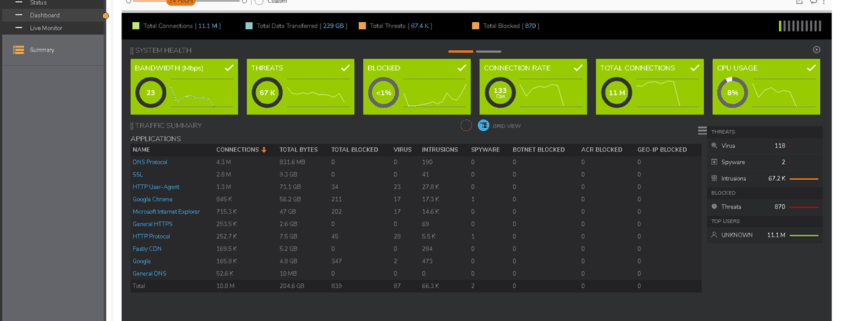 Status
Dashboard
Live Monitor
Summary
Custom
Total Connections [ 11.1 M ] Total Data Transferred [ 229 GB ] Total Threats [ 67.4 K ] Total Blocked [ 870 ]
SYSTEM HEALTH
BANDWIDTH (Mbps) THREATS BLOCKED CONNECTION RATE TOTAL CONNECTIONS CPU USAGE
23 67 K <1% 133 11 M 8%
TRAFFIC SUMMARY GRID VIEW
APPLICATIONS
NAME CONNECTIONS TOTAL BYTES TOTAL BLOCKED VIRUS INTRUSIONS SPYWARE BOTNET BLOCKED ACR BLOCKED GEO-IP BLOCKED
DNS Protocol 4.3 M 831.6 MB 0 0 190 0 0 0 0
SSL 2.8 M 9.3 GB 0 0 41 0 0 0 0
HTTP User-Agent 1.3 M 71.1 GB 34 21 27.8 K 0 0 0 0
Google Chrome 845 K 56.2 GB 211 17 17.3 K 1 0 0 0
Microsoft Internet Explorer 715.3 K 47 GB 202 17 14.6 K 0 0 0 0
General HTTPS 253.5 K 2.6 GB 0 0 69 0 0 0 0
HTTP Protocol 252.7 K 7.5 GB 45 28 5.5 K 1 0 0 0
Fastly CDN 169.5 K 5.2 GB 0 0 284 0 0 0 0
Google 165.8 K 4.8 GB 347 2 473 0 0 0 0
General DNS 52.6 K 10 MB 0 0 0 0 0 0 0
Total 10.8 M 204.6 GB 839 87 66.3 K 2 0 0 0
THREATS
Virus 118
Spyware 2
Intrusions 67.2 K
BLOCKED
Threats 870
TOP USERS
UNKNOWN 11.1 M